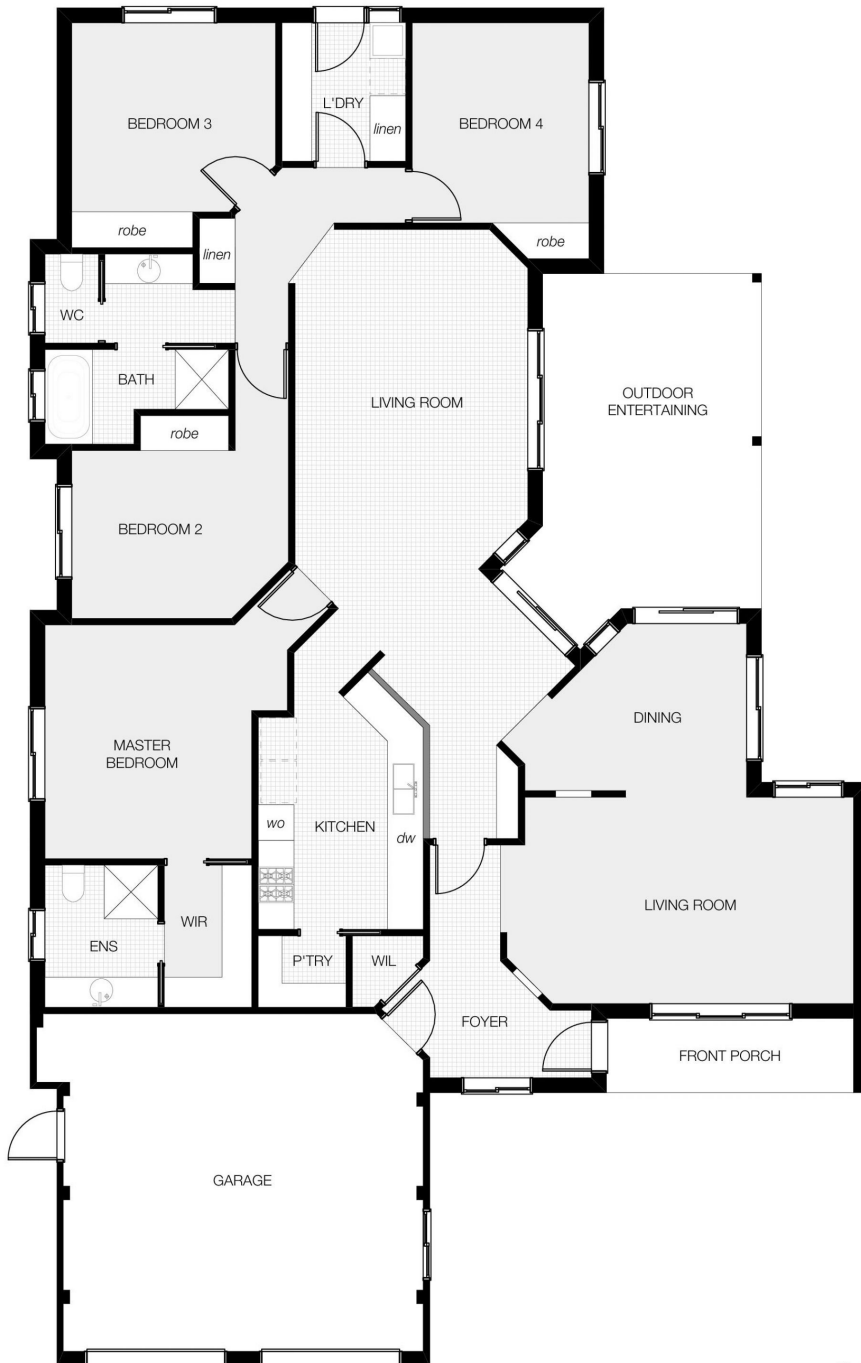 BEDROOM 3
L'DRY
linen
BEDROOM 4
robe
linen
robe
WC
BATH
LIVING ROOM
OUTDOOR
ENTERTAINING
robe
BEDROOM 2
DINING
MASTER
BEDROOM
wo
KITCHEN
dw
LIVING ROOM
WIR
ENS
P'TRY
WIL
FOYER
FRONT PORCH
GARAGE